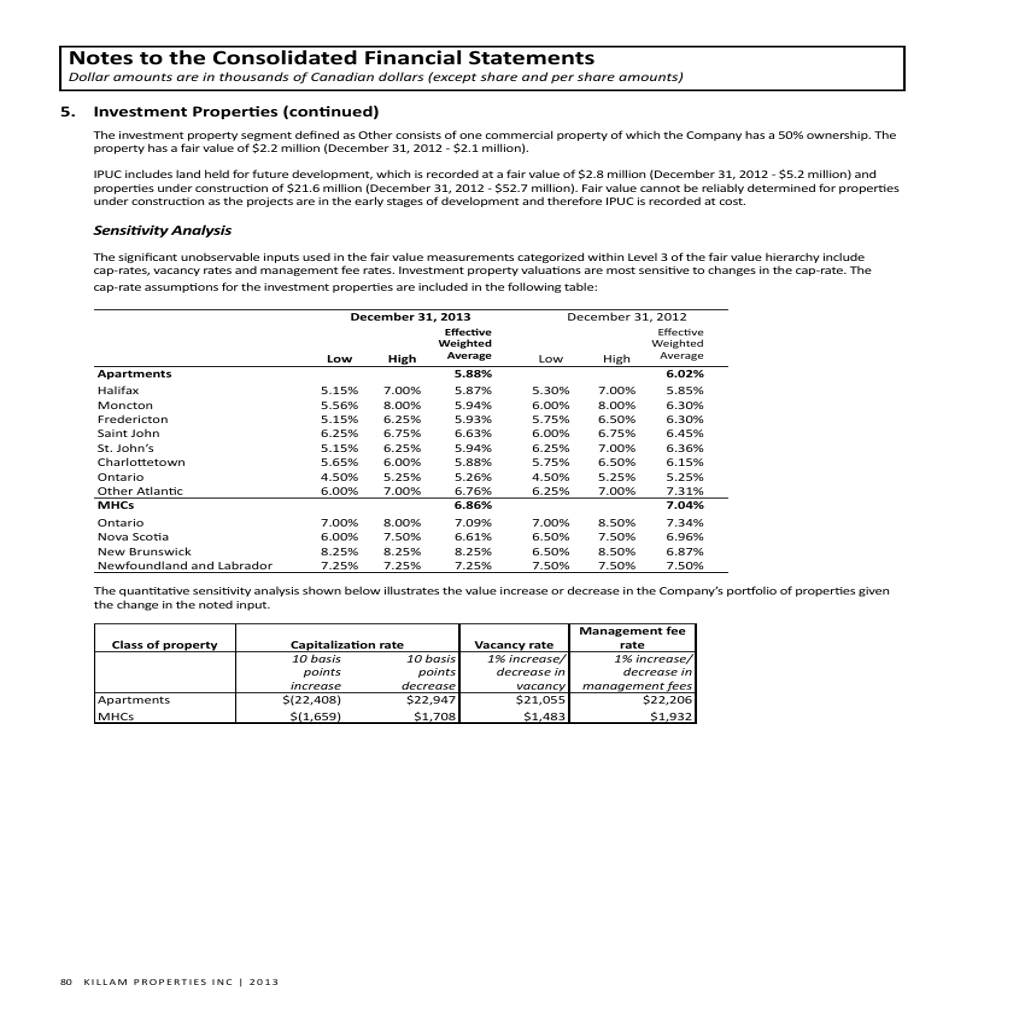 Notes to the Consolidated Financial Statements
Dollar amounts are in thousands of Canadian dollars (except share and per share amounts)
5. Investment Properties (continued)
The investment property segment defined as Other consists of one commercial property of which the Company has a 50% ownership. The
property has a fair value of $2.2 million (December 31, 2012 - $2.1 million).
IPUC includes land held for future development, which is recorded at a fair value of $2.8 million (December 31, 2012 - $5.2 million) and
properties under construction of $21.6 million (December 31, 2012 - $52.7 million). Fair value cannot be reliably determined for properties
under construction as the projects are in the early stages of development and therefore IPUC is recorded at cost.
Sensitivity Analysis
The significant unobservable inputs used in the fair value measurements categorized within Level 3 of the fair value hierarchy include
cap-rates, vacancy rates and management fee rates. Investment property valuations are most sensitive to changes in the cap-rate. The
cap-rate assumptions for the investment properties are included in the following table:
December 31, 2013 December 31, 2012
Effective Effective
Weighted Weighted
Low High Average Low High Average
Apartments 5.88% 6.02%
Halifax 5.15% 7.00% 5.87% 5.30% 7.00% 5.85%
Moncton 5.56% 8.00% 5.94% 6.00% 8.00% 6.30%
Fredericton 5.15% 6.25% 5.93% 5.75% 6.50% 6.30%
Saint John 6.25% 6.75% 6.63% 6.00% 6.75% 6.45%
St. John's 5.15% 6.25% 5.94% 6.25% 7.00% 6.36%
Charlottetown 5.65% 6.00% 5.88% 5.75% 6.50% 6.15%
Ontario 4.50% 5.25% 5.26% 4.50% 5.25% 5.25%
Other Atlantic 6.00% 7.00% 6.76% 6.25% 7.00% 7.31%
MHCs 6.86% 7.04%
Ontario 7.00% 8.00% 7.09% 7.00% 8.50% 7.34%
Nova Scotia 6.00% 7.50% 6.61% 6.50% 7.50% 6.96%
New Brunswick 8.25% 8.25% 8.25% 6.50% 8.50% 6.87%
Newfoundland and Labrador 7.25% 7.25% 7.25% 7.50% 7.50% 7.50%
The quantitative sensitivity analysis shown below illustrates the value increase or decrease in the Company's portfolio of properties given
the change in the noted input.
Management fee
Class of property Capitalization rate Vacancy rate rate
10 basis 10 basis 1% increase/ 1% increase/
points points decrease in decrease in
increase decrease vacancy management fees
Apartments $(22,408) $22,947 $21,055 $22,206
MHCs $(1,659) $1,708 $1,483 $1,932
80 KILLAM PROPERTIES INC | 2013